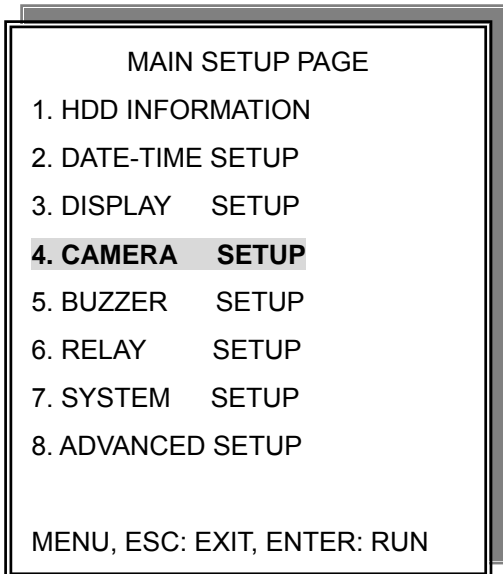 MAIN SETUP PAGE
1. HDD INFORMATION
2. DATE-TIME SETUP
3. DISPLAY SETUP
4. CAMERA SETUP
5. BUZZER SETUP
6. RELAY SETUP
7. SYSTEM SETUP
8. ADVANCED SETUP
MENU, ESC: EXIT, ENTER: RUN